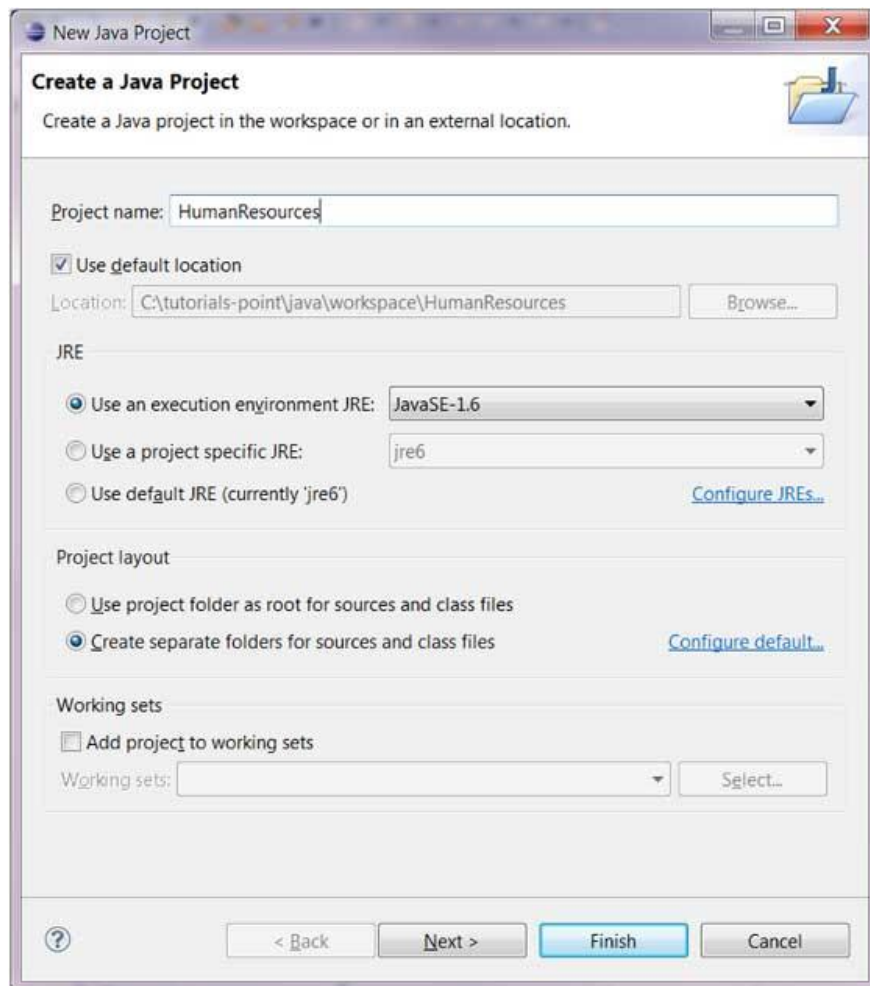 New Java Project
Create a Java Project
Create a Java project in the workspace or in an external location.
Project name: HumanResources
Use default location
Location: C:\tutorials-point\java\workspace\HumanResources Browse...
JRE
Use an execution environment JRE: JavaSE-1.6
Use a project specific JRE: jre6
Use default JRE (currently 'jre6') Configure JREs...
Project layout
Use project folder as root for sources and class files
Create separate folders for sources and class files Configure default...
Working sets
Add project to working sets
Working sets: Select...
? < Back Next > Finish Cancel